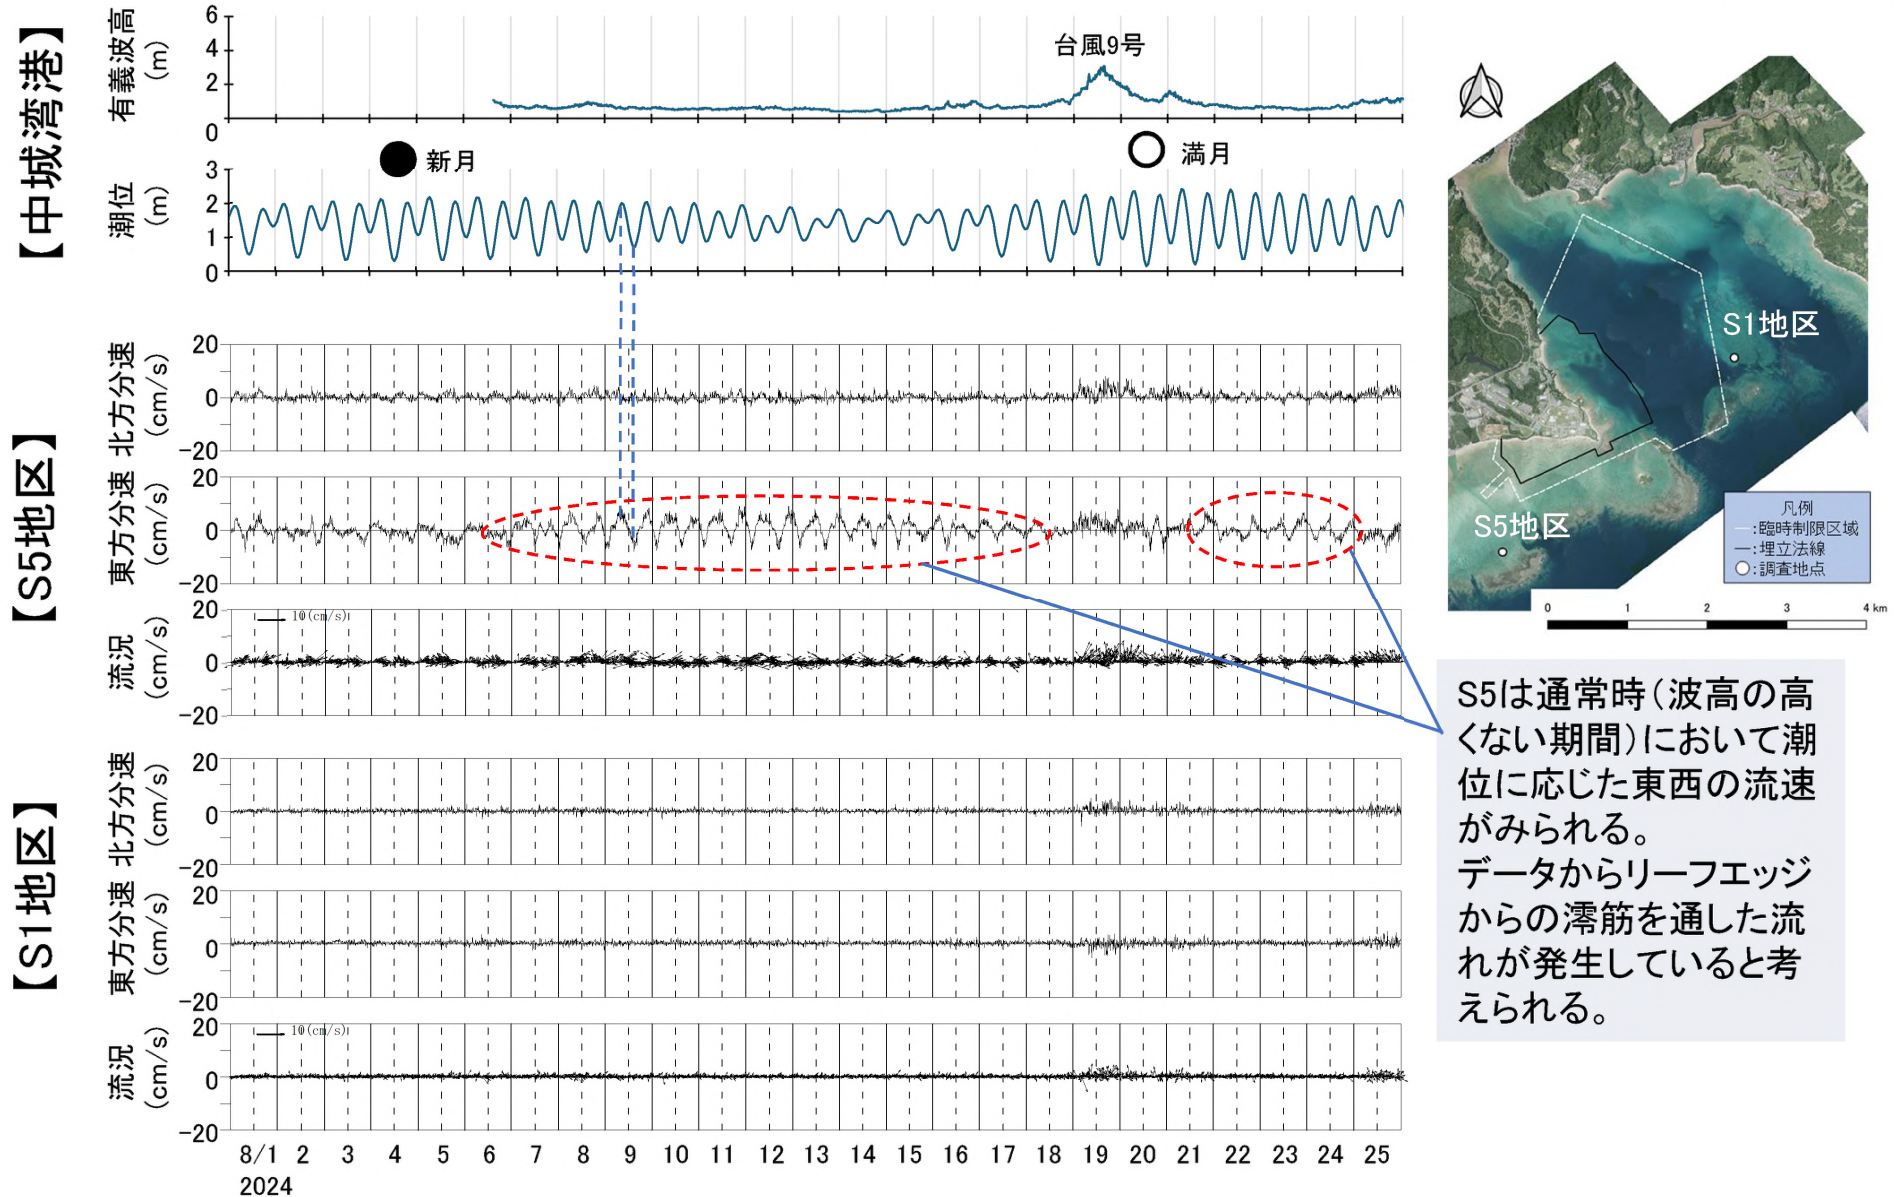 【中城湾港】
有義波高
(m)
6
4
2
0
台風9号
新月
満月
潮位
(m)
3
2
1
0
【S5地区】
北方分速
(cm/s)
20
0
-20
東方分速
(cm/s)
20
0
-20
流況
(cm/s)
20
0
-20
10(cm/s)
【S1地区】
北方分速
(cm/s)
20
0
-20
東方分速
(cm/s)
20
0
-20
流況
(cm/s)
20
0
-20
10(cm/s)
8/1 2 3 4 5 6 7 8 9 10 11 12 13 14 15 16 17 18 19 20 21 22 23 24 25
2024
S1地区
S5地区
凡例
:臨時制限区域
:埋立法線
:調査地点
0 1 2 3 4 km
S5は通常時（波高の高
くない期間）において潮
位に応じた東西の流速
がみられる。
データからリーフエッジ
からの澪筋を通した流
れが発生していると考
えられる。